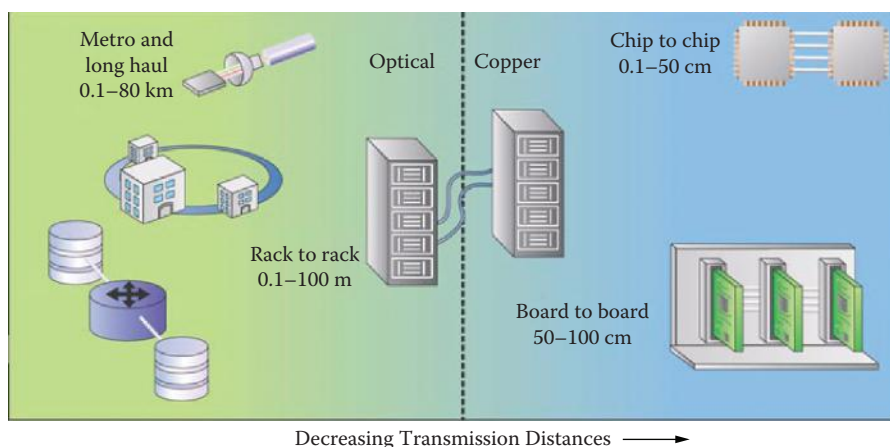 Metro and
long haul
0.1–80 km
Optical
Copper
Chip to chip
0.1–50 cm
Rack to rack
0.1–100 m
Board to board
50–100 cm
Decreasing Transmission Distances